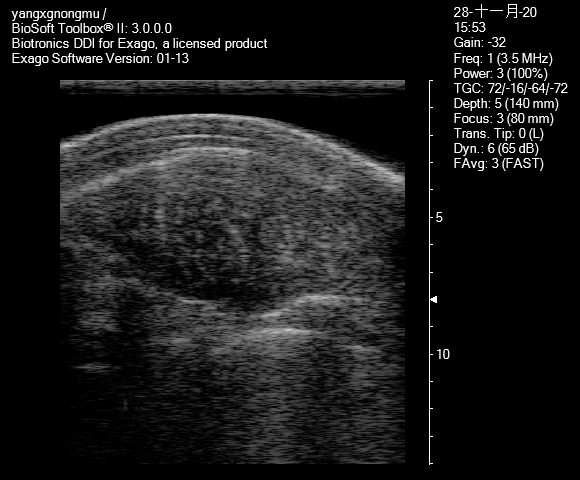 yangxgnongmu /
BioSoft Toolbox® II: 3.0.0.0
Biotronics DDI for Exago, a licensed product
Exago Software Version: 01-13
28-十一月-20
15:53
Gain: -32
Freq: 1 (3.5 MHz)
Power: 3 (100%)
TGC: 72/-16/-64/-72
Depth: 5 (140 mm)
Focus: 3 (80 mm)
Trans. Tip: 0 (L)
Dyn.: 6 (65 dB)
FAvg: 3 (FAST)
5
10